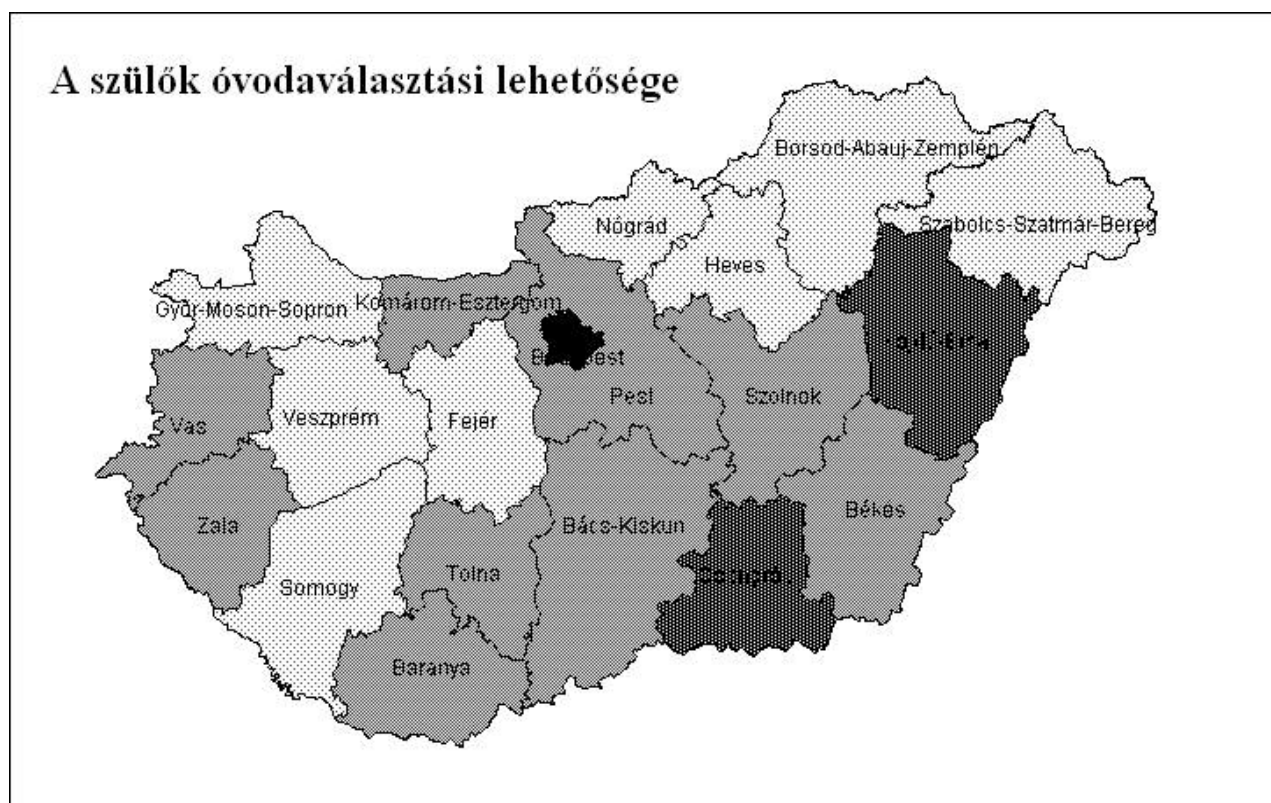 A szülők óvodaválasztási lehetősége
Borsod-Abauj-Zemplén
Nógrád
Szabolcs-Szatmár-Bereg
Heves
Komárom-Esztergom
Győr-Moson-Sopron
Pest
Szolnok
Vas
Veszprém
Fejér
Békés
Zala
Bács-Kiskun
Tolna
Somogy
Baranya